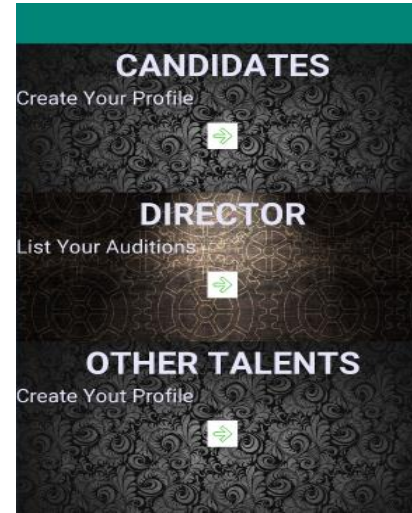 CANDIDATES
Create Your Profile
DIRECTOR
List Your Auditions
OTHER TALENTS
Create Yout Profile